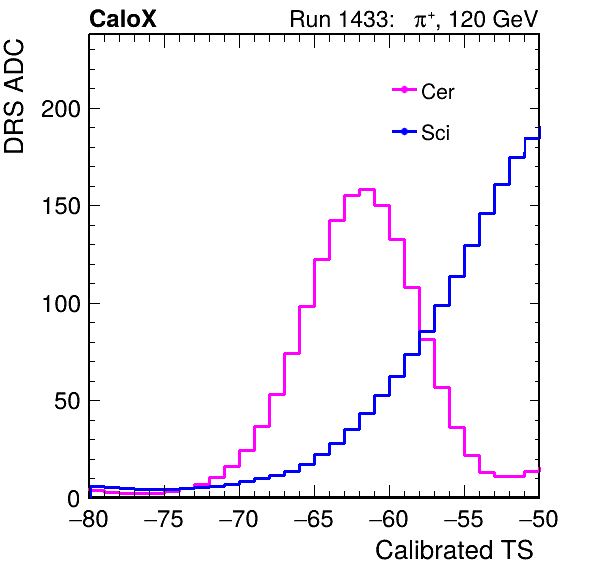 CaloX Run 1433: π⁺, 120 GeV
DRS ADC
Cer
Sci
200
150
100
50
0
−80 −75 −70 −65 −60 −55 −50
Calibrated TS